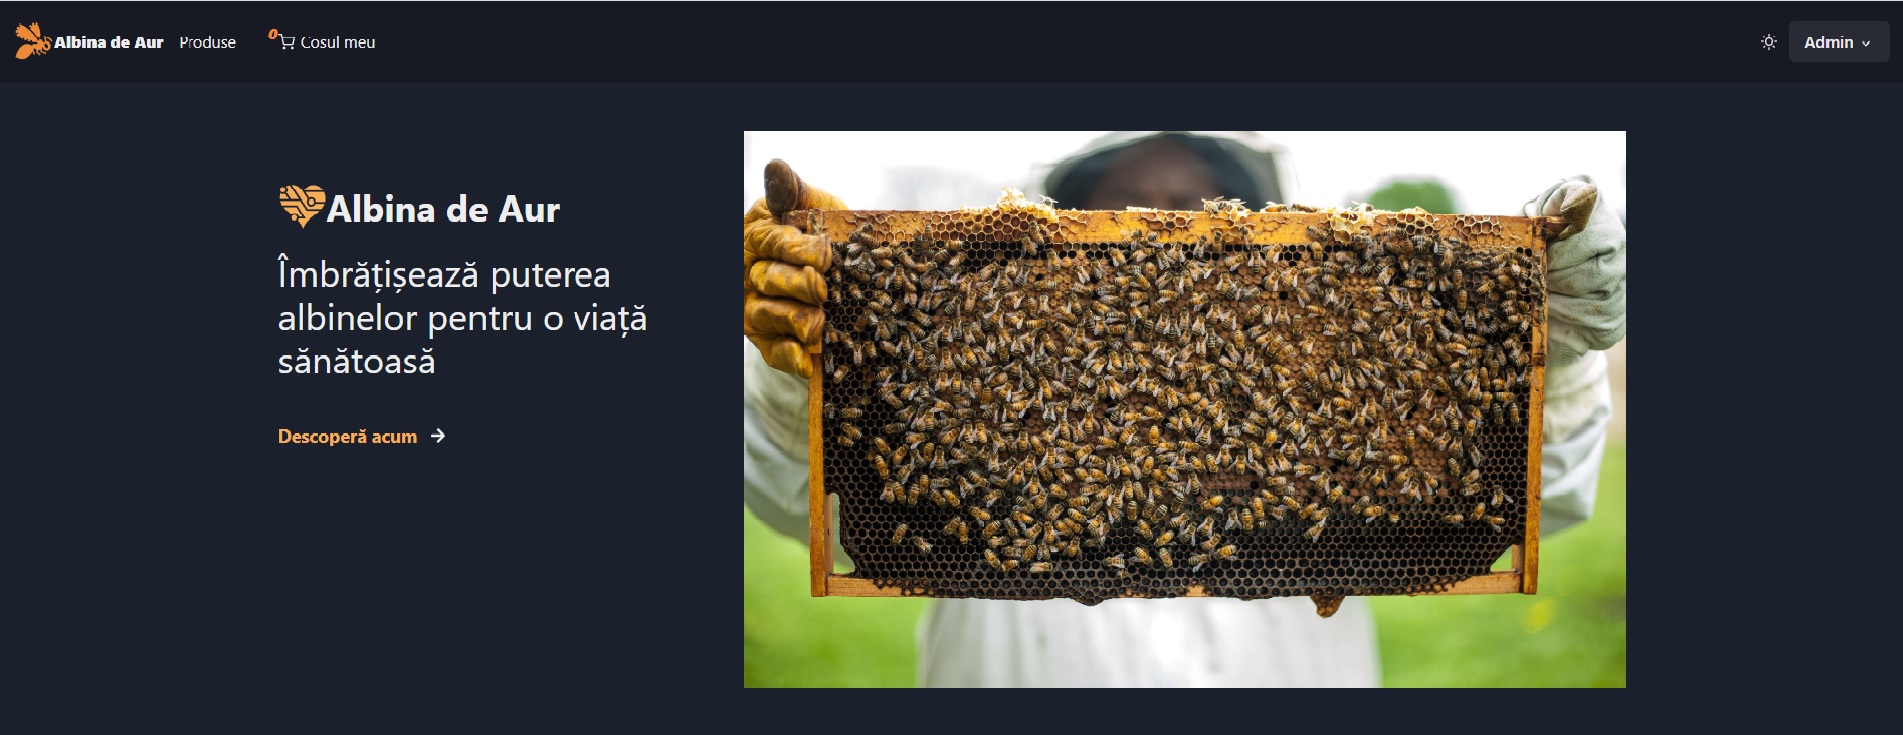 Albina de Aur Produse 0 Cosul meu Admin
Albina de Aur
Îmbrățișează puterea
albinelor pentru o viață
sănătoasă
Descoperă acum